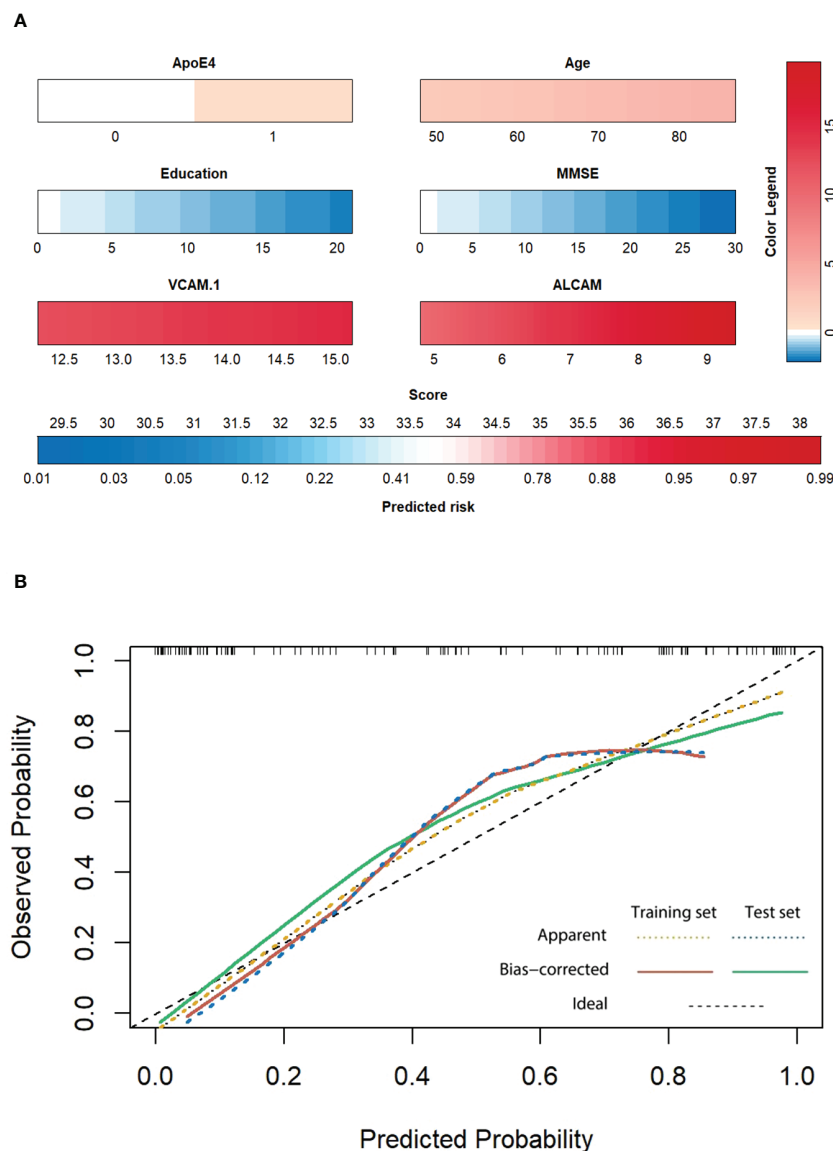 A
ApoE4
0 1
Age
50 60 70 80
Education
0 5 10 15 20
MMSE
0 5 10 15 20 25 30
VCAM.1
12.5 13.0 13.5 14.0 14.5 15.0
ALCAM
5 6 7 8 9
Color Legend
0 5 10 15
Score
29.5 30 30.5 31 31.5 32 32.5 33 33.5 34 34.5 35 35.5 36 36.5 37 37.5 38
0.01 0.03 0.05 0.12 0.22 0.41 0.59 0.78 0.88 0.95 0.97 0.99
Predicted risk
B
Observed Probability
0.0 0.2 0.4 0.6 0.8 1.0
Training set Test set
Apparent
Bias-corrected
Ideal
0.0 0.2 0.4 0.6 0.8 1.0
Predicted Probability